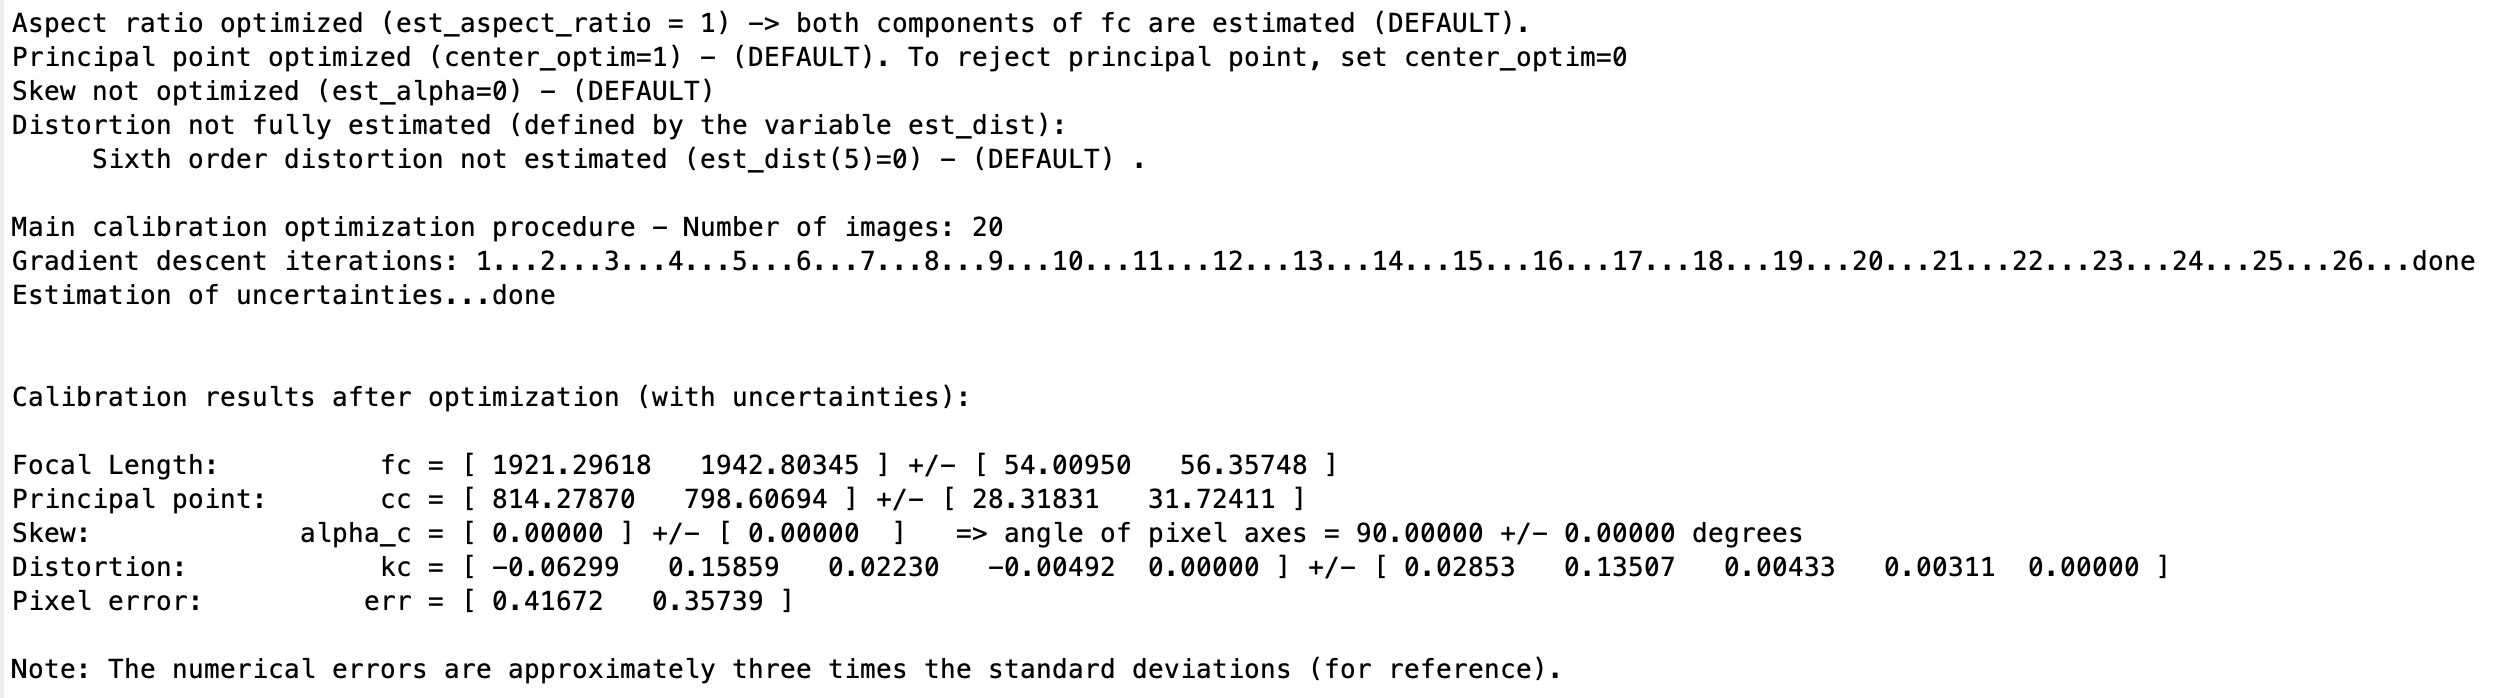 Aspect ratio optimized (est_aspect_ratio = 1) -> both components of fc are estimated (DEFAULT).
Principal point optimized (center_optim=1) - (DEFAULT). To reject principal point, set center_optim=0
Skew not optimized (est_alpha=0) - (DEFAULT)
Distortion not fully estimated (defined by the variable est_dist):
     Sixth order distortion not estimated (est_dist(5)=0) - (DEFAULT) .
Main calibration optimization procedure - Number of images: 20
Gradient descent iterations: 1...2...3...4...5...6...7...8...9...10...11...12...13...14...15...16...17...18...19...20...21...22...23...24...25...26...done
Estimation of uncertainties...done
Calibration results after optimization (with uncertainties):
Focal Length:          fc = [ 1921.29618   1942.80345 ] +/- [ 54.00950   56.35748 ]
Principal point:       cc = [ 814.27870   798.60694 ] +/- [ 28.31831   31.72411 ]
Skew:             alpha_c = [ 0.00000 ] +/- [ 0.00000  ]   => angle of pixel axes = 90.00000 +/- 0.00000 degrees
Distortion:            kc = [ -0.06299   0.15859   0.02230   -0.00492  0.00000 ] +/- [ 0.02853   0.13507   0.00433   0.00311  0.00000 ]
Pixel error:          err = [ 0.41672   0.35739 ]
Note: The numerical errors are approximately three times the standard deviations (for reference).